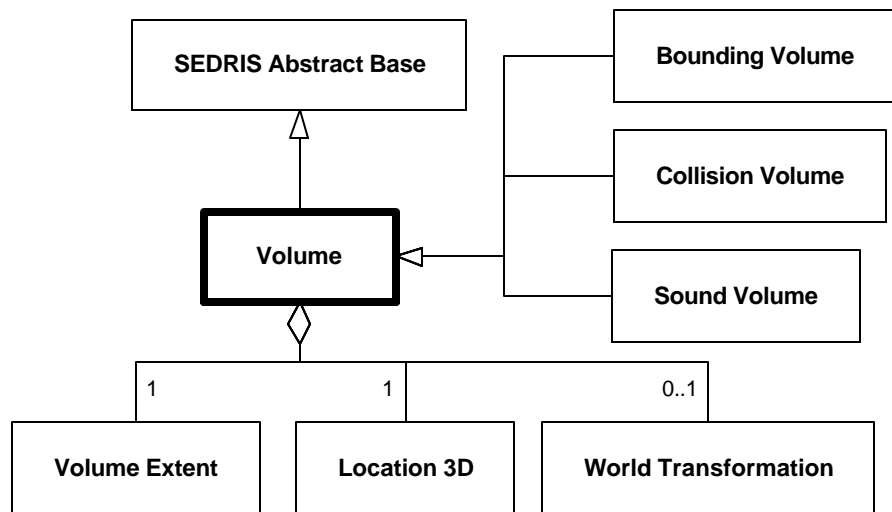 SEDRIS Abstract Base
Bounding Volume
Collision Volume
Volume
Sound Volume
1
1
0..1
Volume Extent
Location 3D
World Transformation